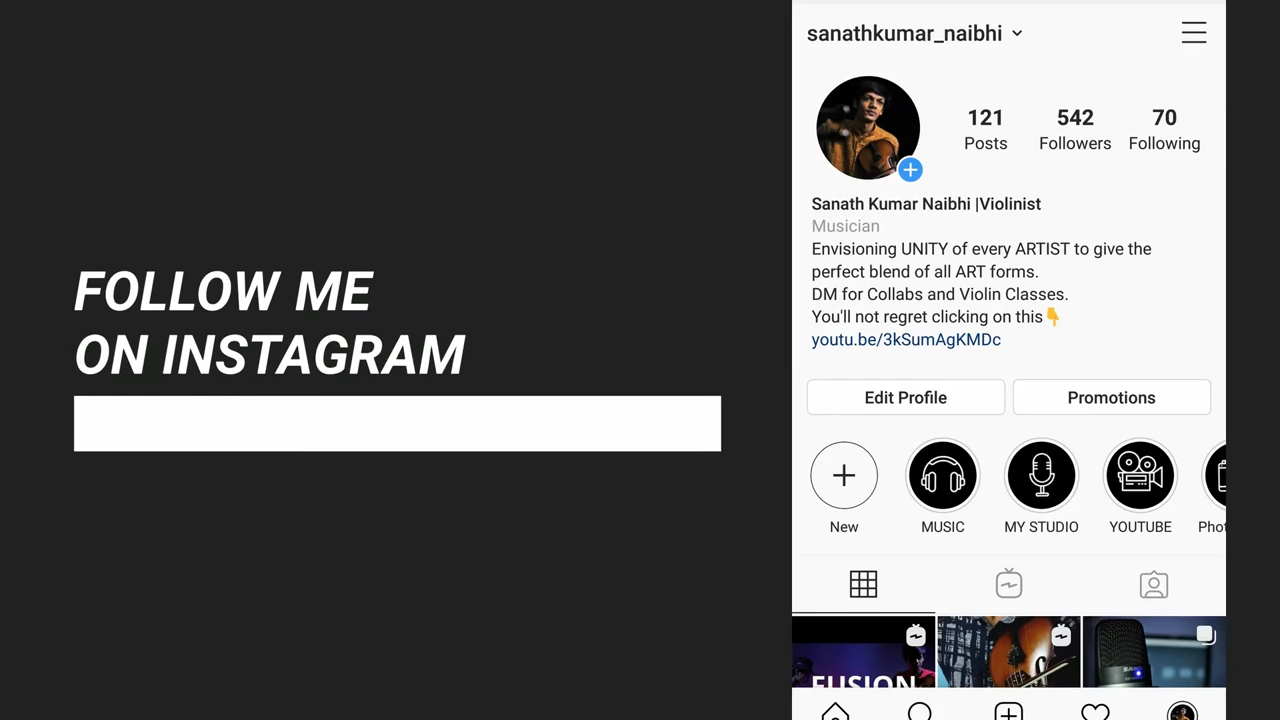 FOLLOW ME
ON INSTAGRAM
sanathkumar_naibhi
121
Posts
542
Followers
70
Following
Sanath Kumar Naibhi |Violinist
Musician
Envisioning UNITY of every ARTIST to give the
perfect blend of all ART forms.
DM for Collabs and Violin Classes.
You'll not regret clicking on this👇
youtu.be/3kSumAgKMDc
Edit Profile
Promotions
New
MUSIC
MY STUDIO
YOUTUBE
Phot
FUSION